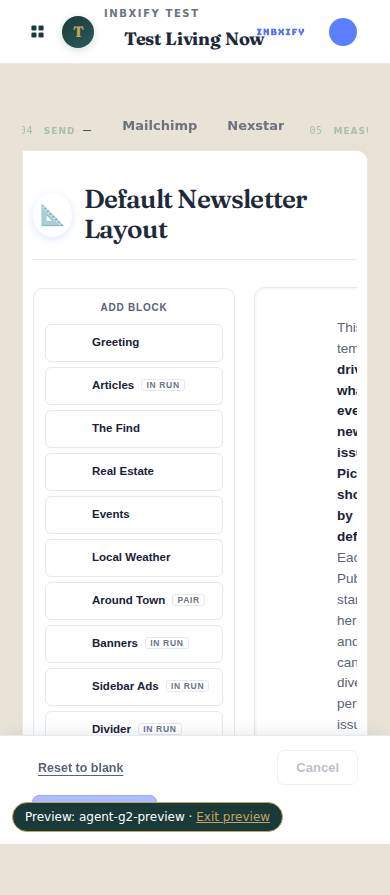 INBXIFY TEST
T
Test Living Now
INBXIFY
04 SEND —
Mailchimp
Nexstar
05 MEASU
Default Newsletter
Layout
ADD BLOCK
Greeting
Articles IN RUN
The Find
Real Estate
Events
Local Weather
Around Town PAIR
Banners IN RUN
Sidebar Ads IN RUN
Divider IN RUN
This
tem
driv
wha
eve
new
issu
Pic
sho
by
def
Eac
Pub
star
her
and
can
dive
per
issu
Reset to blank
Cancel
Preview: agent-g2-preview · Exit preview